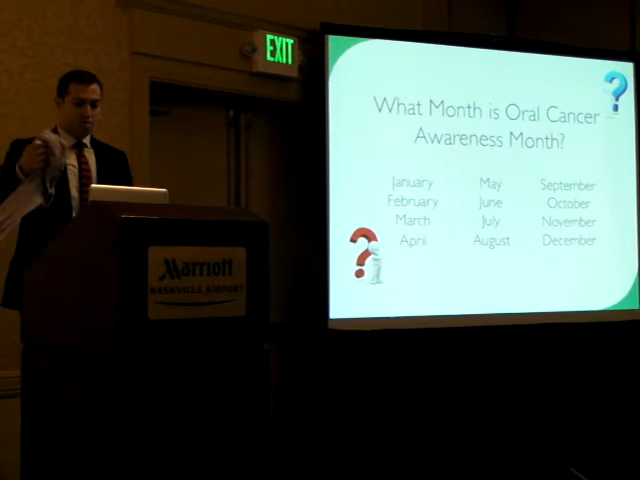 EXIT
What Month is Oral Cancer
Awareness Month?
January May September
February June October
March July November
April August December
Marriott
NASHVILLE AIRPORT